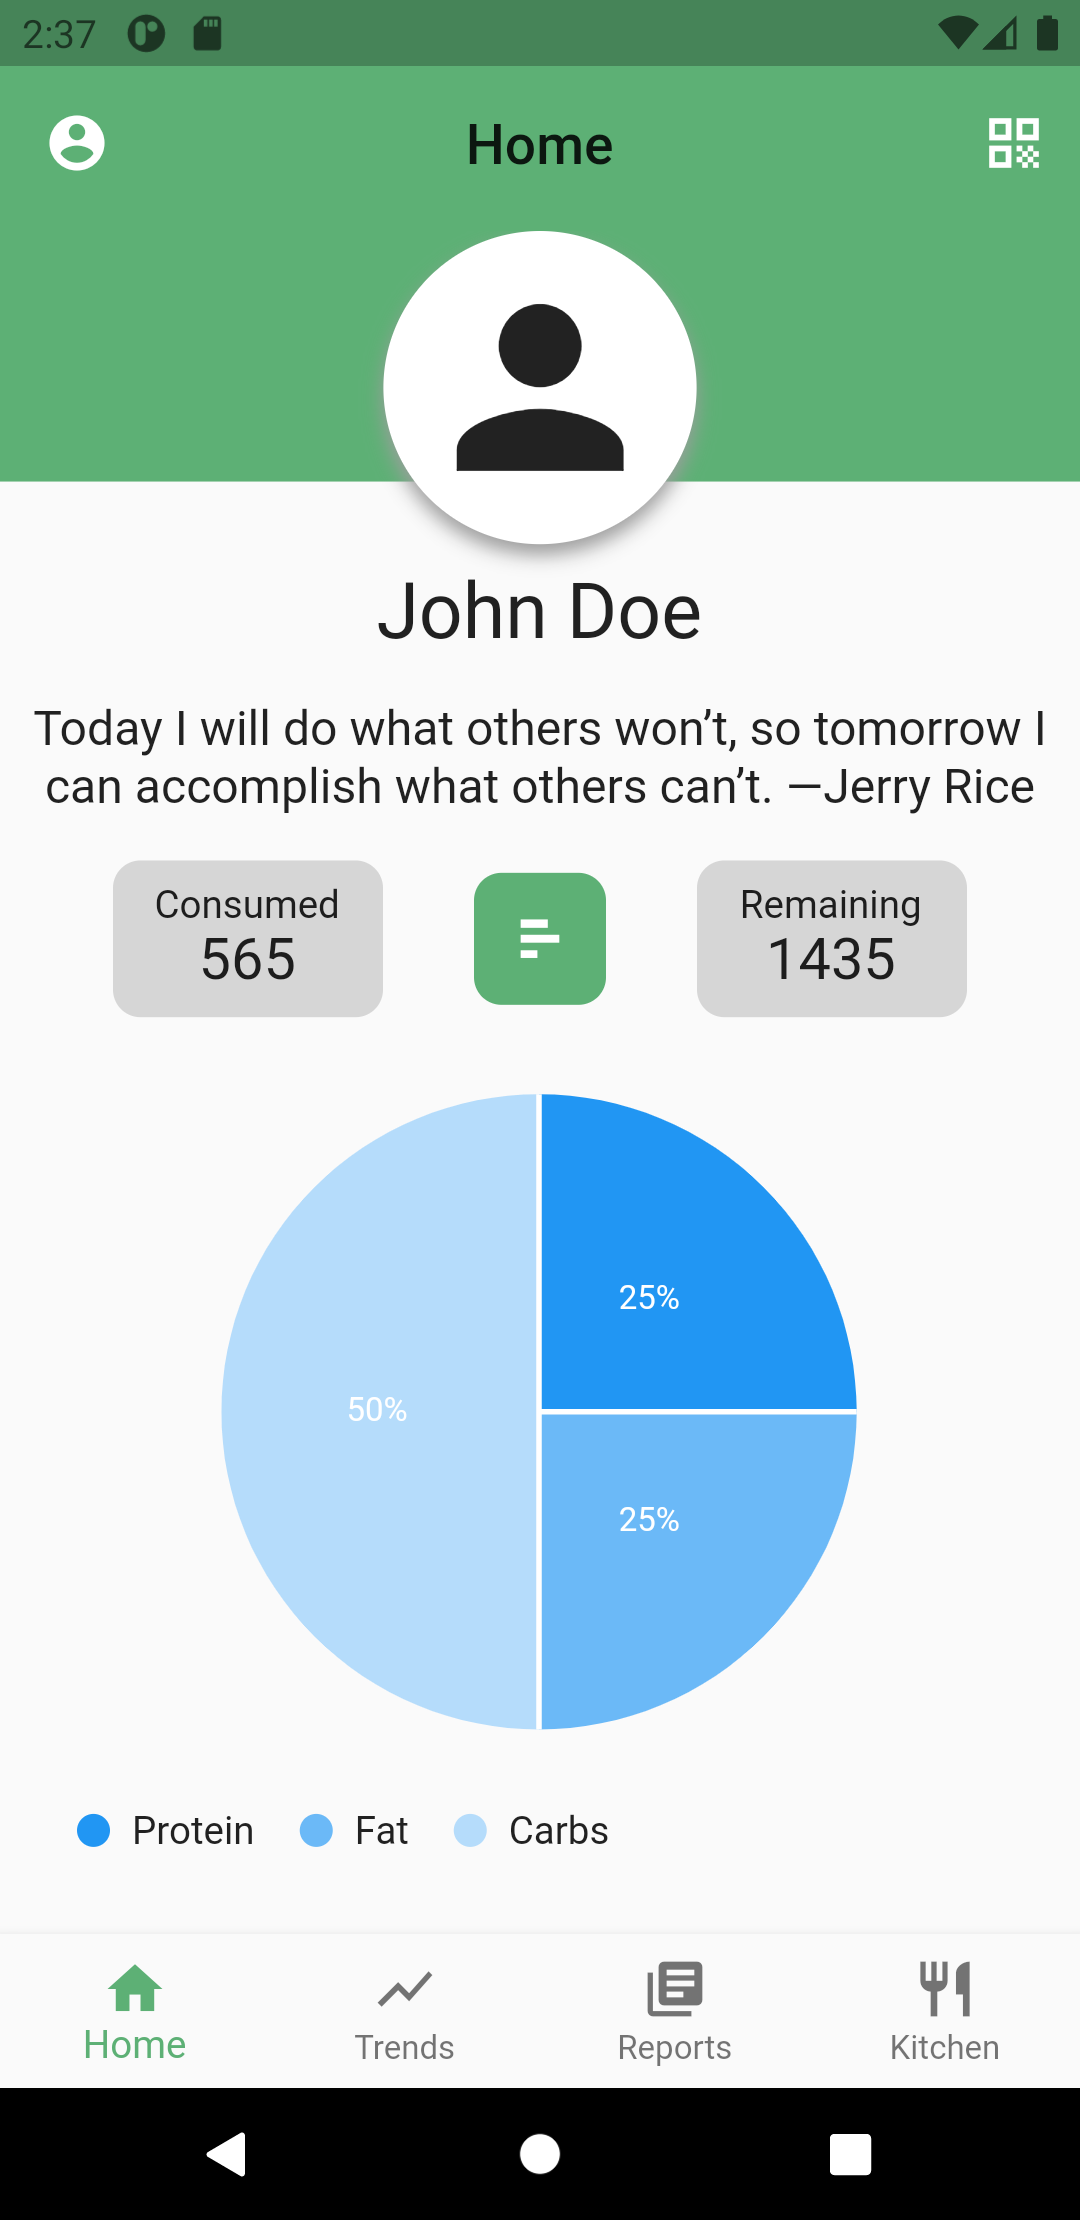 2:37
Home
John Doe
Today I will do what others won’t, so tomorrow I
can accomplish what others can’t. —Jerry Rice
Consumed
565
Remaining
1435
25%
50%
25%
Protein
Fat
Carbs
Home
Trends
Reports
Kitchen